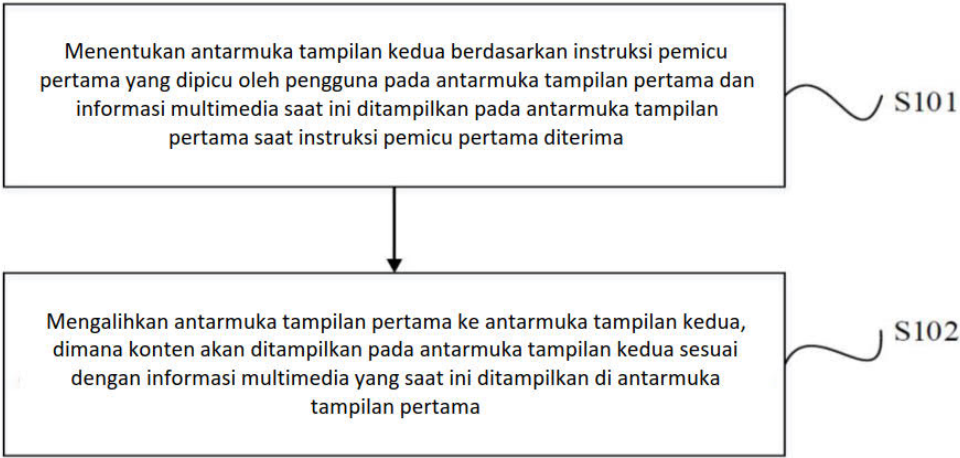 Menentukan antarmuka tampilan kedua berdasarkan instruksi pemicu
pertama yang dipicu oleh pengguna pada antarmuka tampilan pertama dan
informasi multimedia saat ini ditampilkan pada antarmuka tampilan
pertama saat instruksi pemicu pertama diterima
S101
Mengalihkan antarmuka tampilan pertama ke antarmuka tampilan kedua,
dimana konten akan ditampilkan pada antarmuka tampilan kedua sesuai
dengan informasi multimedia yang saat ini ditampilkan di antarmuka
tampilan pertama
S102